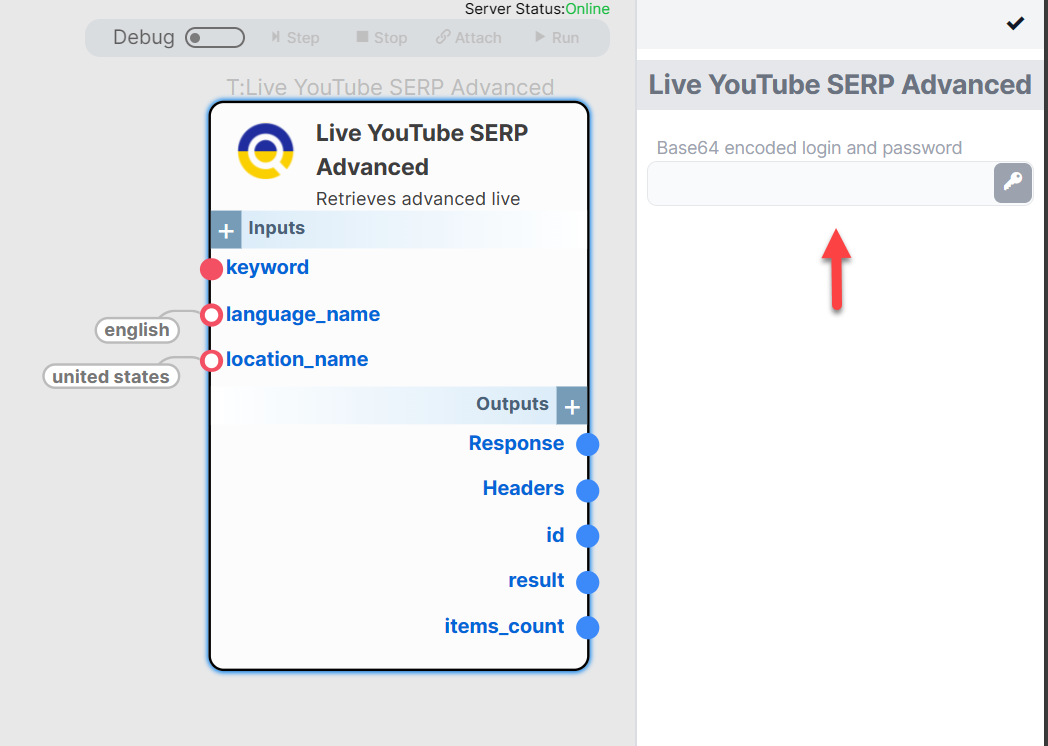 Server Status:Online
Debug Step Stop Attach Run
T:Live YouTube SERP Advanced
Live YouTube SERP
Advanced
Retrieves advanced live
Inputs
keyword
language_name
english
location_name
united states
Outputs
Response
Headers
id
result
items_count
Live YouTube SERP Advanced
Base64 encoded login and password